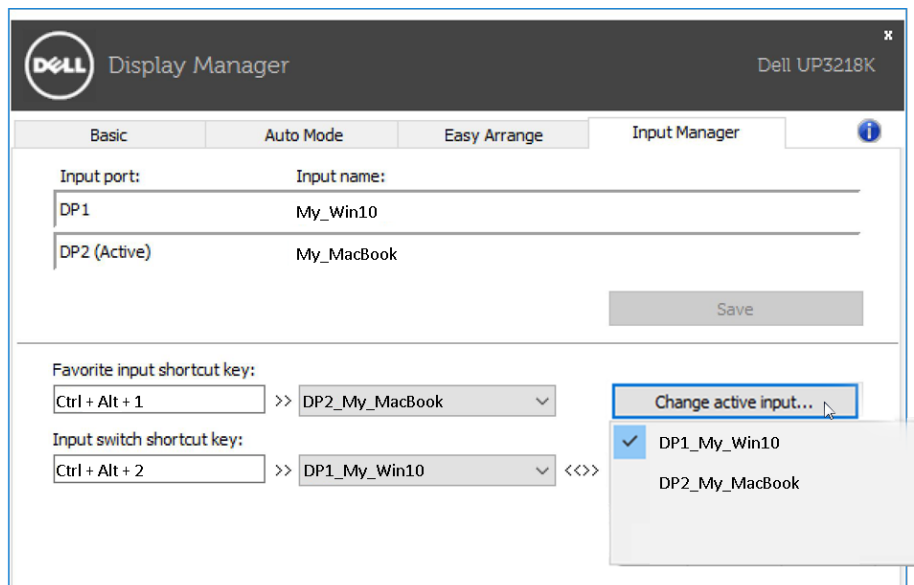 x
DELL Display Manager Dell UP3218K
Basic Auto Mode Easy Arrange Input Manager i
Input port: Input name:
DP1 My_Win10
DP2 (Active) My_MacBook
Save
Favorite input shortcut key:
Ctrl + Alt + 1 >> DP2_My_MacBook Change active input...
Input switch shortcut key:
Ctrl + Alt + 2 >> DP1_My_Win10 <<>>
DP1_My_Win10
DP2_My_MacBook